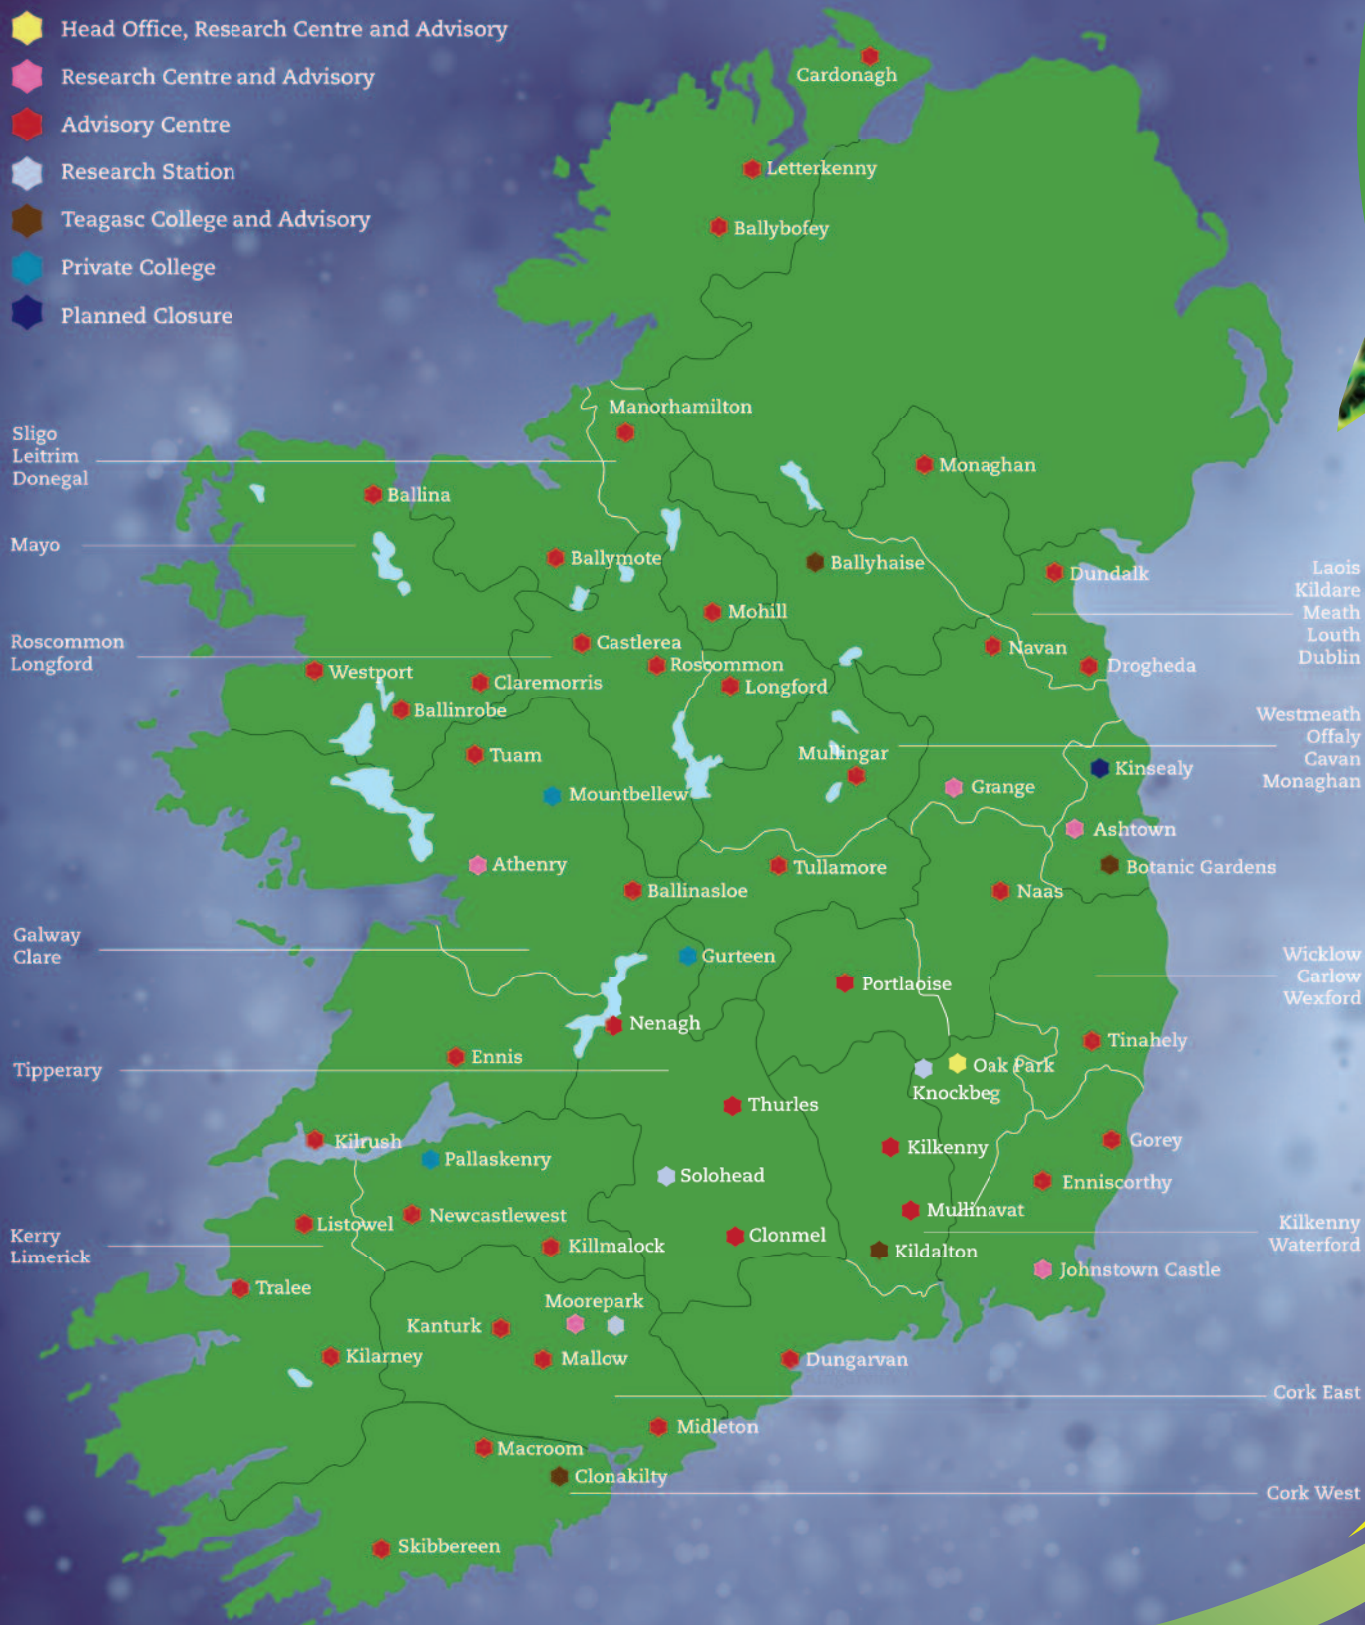 Head Office, Research Centre and Advisory
Research Centre and Advisory
Advisory Centre
Research Station
Teagasc College and Advisory
Private College
Planned Closure
Cardonagh
Letterkenny
Ballybofey
Manorhamilton
Sligo
Leitrim
Donegal
Monaghan
Ballina
Mayo
Ballymote
Ballyhaise
Dundalk
Laois
Kildare
Meath
Louth
Dublin
Mohill
Roscommon
Longford
Castlerea
Navan
Roscommon
Drogheda
Westport
Claremorris
Longford
Ballinrobe
Westmeath
Offaly
Cavan
Monaghan
Tuam
Mullingar
Kinsealy
Mountbellew
Grange
Ashtown
Athenry
Tullamore
Botanic Gardens
Ballinasloe
Naas
Galway
Clare
Gurteen
Wicklow
Carlow
Wexford
Portlaoise
Nenagh
Tinahely
Ennis
Oak Park
Tipperary
Knockbeg
Thurles
Kilrush
Kilkenny
Gorey
Pallaskenry
Solohead
Enniscorthy
Newcastlewest
Mullinavat
Listowel
Kerry
Limerick
Clonmel
Kilkenny
Waterford
Killmalock
Kildalton
Johnstown Castle
Tralee
Moorepark
Kanturk
Kilarney
Mallow
Dungarvan
Cork East
Midleton
Macroom
Clonakilty
Cork West
Skibbereen